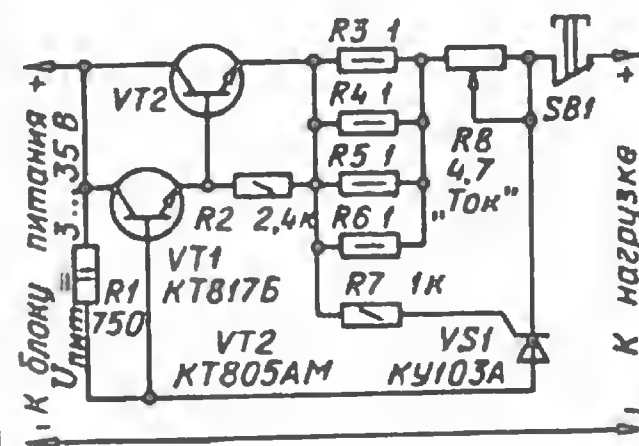 R3 1
R4 1
R5 1
R6 1
R7 1к
R8
4,7
„Ток"
SB1
VT2
R2 2,4к
VT1
КТ817Б
R1
750
VT2
КТ805АМ
VS1
КУ103А
+
К блоку питания
Uпит 3...35 В
-
+
К нагрузке
-